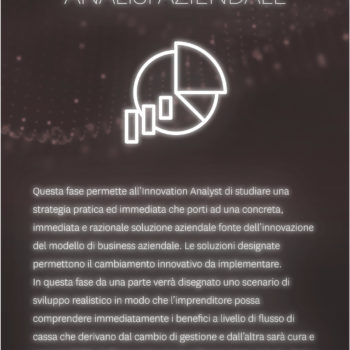 ANALISI AZIENDALE
Questa fase permette all'Innovation Analyst di studiare una
strategia pratica ed immediata che porti ad una concreta,
immediata e razionale soluzione aziendale fonte dell'innovazione
del modello di business aziendale. Le soluzioni designate
permettono il cambiamento innovativo da implementare.
In questa fase da una parte verrà disegnato uno scenario di
sviluppo realistico in modo che l'imprenditore possa
comprendere immediatamente i benefici a livello di flusso di
cassa che derivano dal cambio di gestione e dall'altra sarà cura e